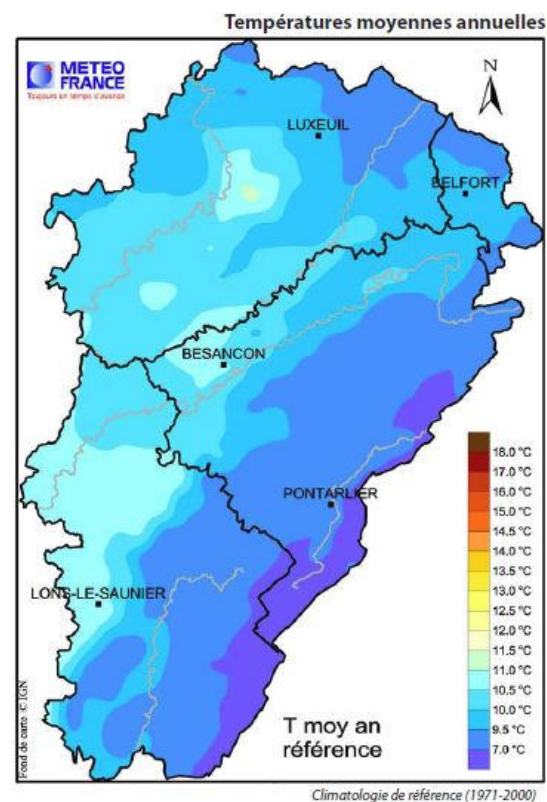 Températures moyennes annuelles
METEO
FRANCE
Toujours un temps d'avance
N
LUXEUIL
BELFORT
BESANCON
PONTARLIER
LONS-LE-SAUNIER
18.0 °C
17.0 °C
16.0 °C
15.0 °C
14.5 °C
14.0 °C
13.5 °C
13.0 °C
12.5 °C
12.0 °C
11.0 °C
10.5 °C
10.0 °C
9.5 °C
7.0 °C
T moy an
référence
Fond de carte © IGN
Climatologie de référence (1971-2000)